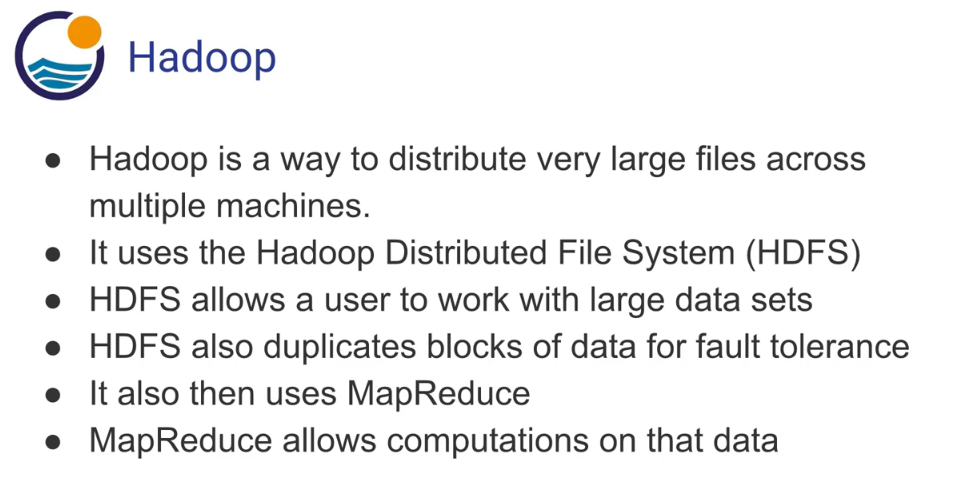 Hadoop
● Hadoop is a way to distribute very large files across
multiple machines.
● It uses the Hadoop Distributed File System (HDFS)
● HDFS allows a user to work with large data sets
● HDFS also duplicates blocks of data for fault tolerance
● It also then uses MapReduce
● MapReduce allows computations on that data